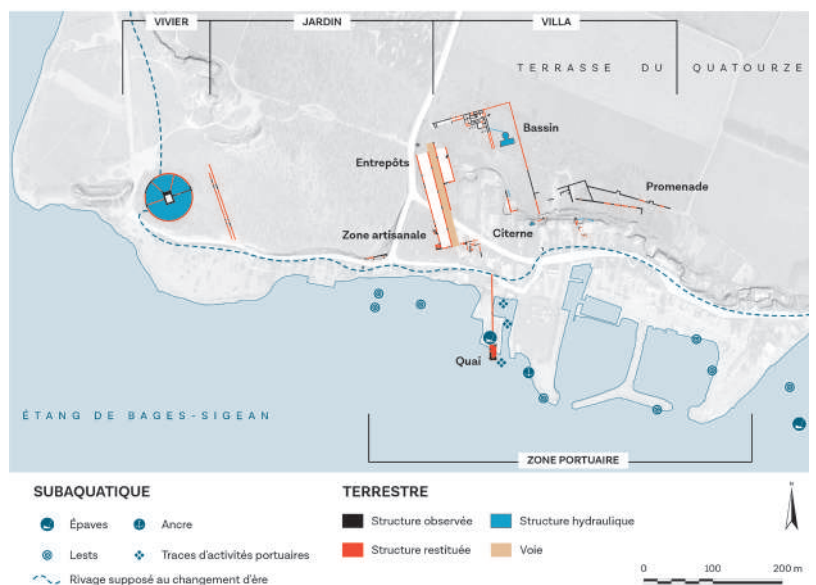 VIVIER
JARDIN
VILLA
TERRASSE DU QUATOURZE
Bassin
Entrepôts
Promenade
Zone artisanale
Citerne
Quai
ÉTANG DE BAGES-SIGEAN
ZONE PORTUAIRE
SUBAQUATIQUE
Épaves
Ancre
Lests
Traces d'activités portuaires
Rivage supposé au changement d'ère
TERRESTRE
Structure observée
Structure hydraulique
Structure restituée
Voie
N
0 100 200 m